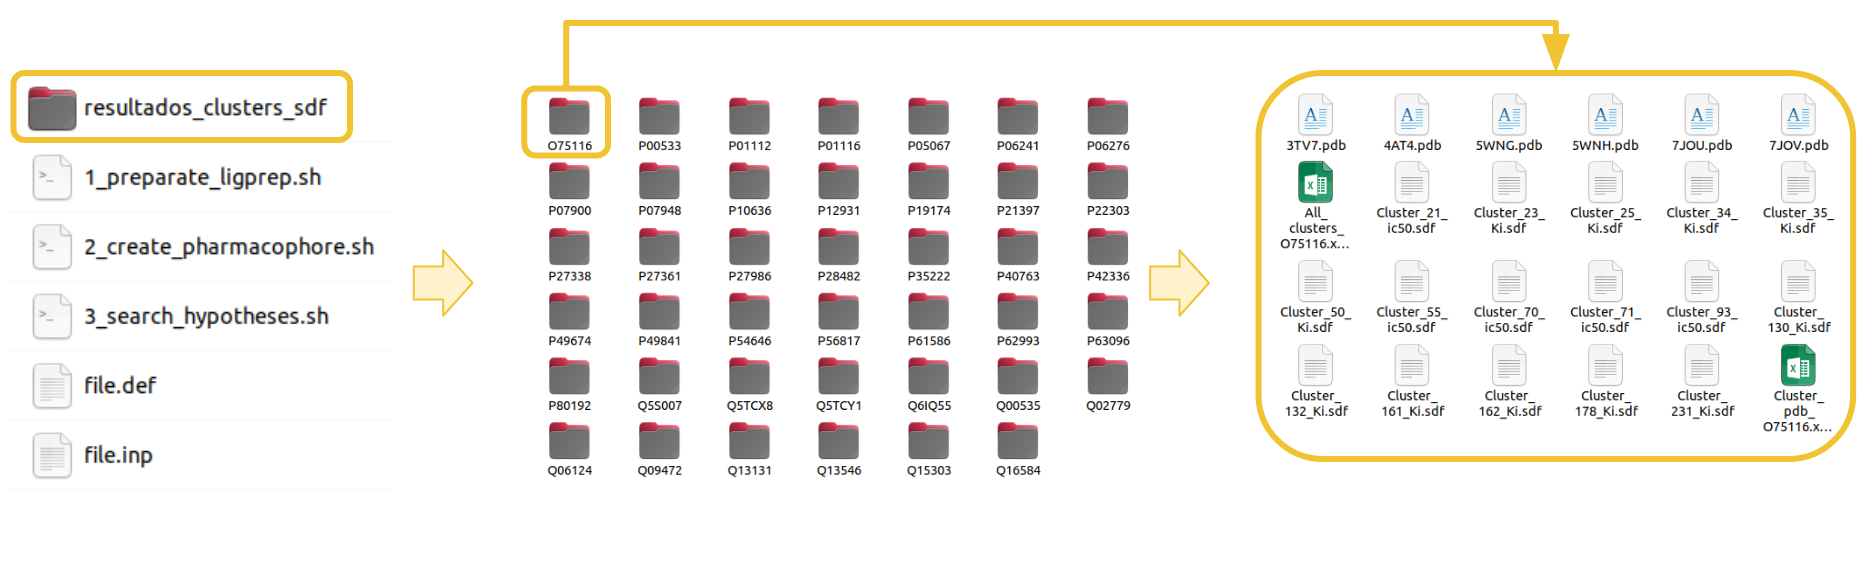 resultados_clusters_sdf
1_preparate_ligprep.sh
2_create_pharmacophore.sh
3_search_hypotheses.sh
file.def
file.inp
O75116 P00533 P01112 P01116 P05067 P06241 P06276
P07900 P07948 P10636 P12931 P19174 P21397 P22303
P27338 P27361 P27986 P28482 P35222 P40763 P42336
P49674 P49841 P54646 P56817 P61586 P62993 P63096
P80192 Q5S007 Q5TCX8 Q5TCY1 Q6IQ55 Q00535 Q02779
Q06124 Q09472 Q13131 Q13546 Q15303 Q16584
3TV7.pdb 4AT4.pdb 5WNG.pdb 5WNH.pdb 7JOU.pdb 7JOV.pdb
All_ Cluster_21_ Cluster_23_ Cluster_25_ Cluster_34_ Cluster_35_
clusters_ ic50.sdf Ki.sdf Ki.sdf Ki.sdf Ki.sdf
O75116.x...
Cluster_50_ Cluster_55_ Cluster_70_ Cluster_71_ Cluster_93_ Cluster_
Ki.sdf ic50.sdf ic50.sdf ic50.sdf ic50.sdf 130_Ki.sdf
Cluster_ Cluster_ Cluster_ Cluster_ Cluster_ Cluster_
132_Ki.sdf 161_Ki.sdf 162_Ki.sdf 178_Ki.sdf 231_Ki.sdf pdb_
O75116.x...